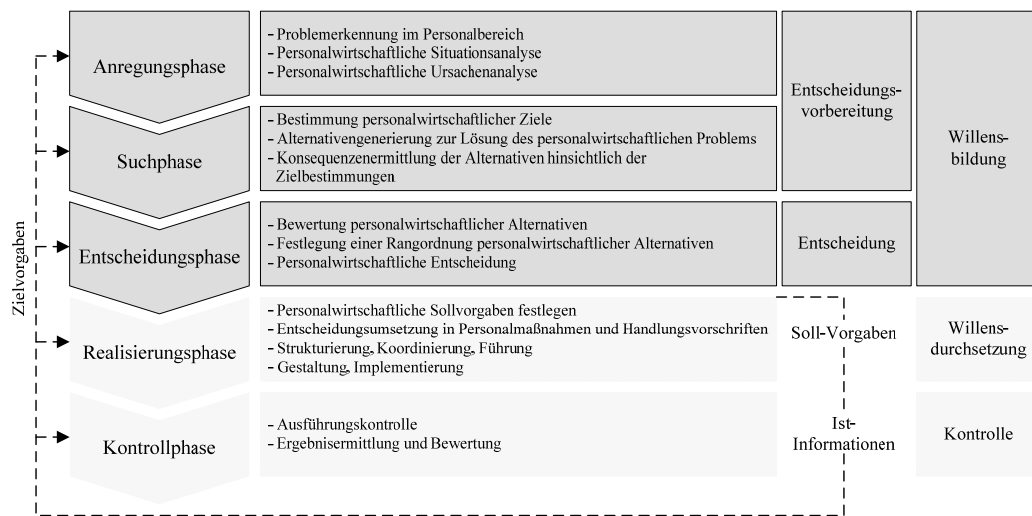 Zielvorgaben
Anregungsphase
- Problemerkennung im Personalbereich
- Personalwirtschaftliche Situationsanalyse
- Personalwirtschaftliche Ursachenanalyse
Entscheidungs-
vorbereitung
Willens-
bildung
Suchphase
- Bestimmung personalwirtschaftlicher Ziele
- Alternativengenerierung zur Lösung des personalwirtschaftlichen Problems
- Konsequenzenermittlung der Alternativen hinsichtlich der
Zielbestimmungen
Entscheidungsphase
- Bewertung personalwirtschaftlicher Alternativen
- Festlegung einer Rangordnung personalwirtschaftlicher Alternativen
- Personalwirtschaftliche Entscheidung
Entscheidung
Realisierungsphase
- Personalwirtschaftliche Sollvorgaben festlegen
- Entscheidungsumsetzung in Personalmaßnahmen und Handlungsvorschriften
- Strukturierung, Koordinierung, Führung
- Gestaltung, Implementierung
Soll-Vorgaben
Willens-
durchsetzung
Kontrollphase
- Ausführungskontrolle
- Ergebnisermittlung und Bewertung
Ist-
Informationen
Kontrolle